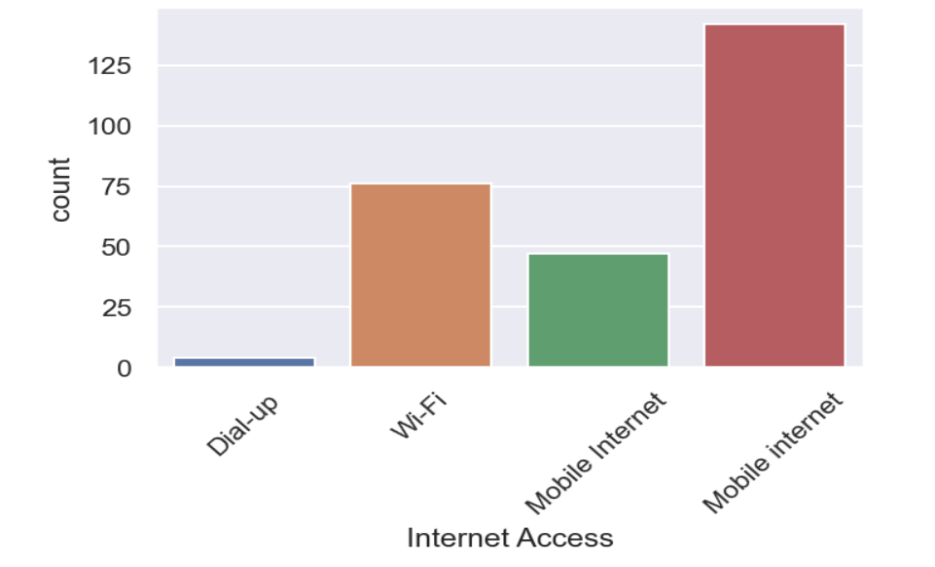 count
125
100
75
50
25
0
Dial-up
Wi-Fi
Mobile Internet
Mobile internet
Internet Access